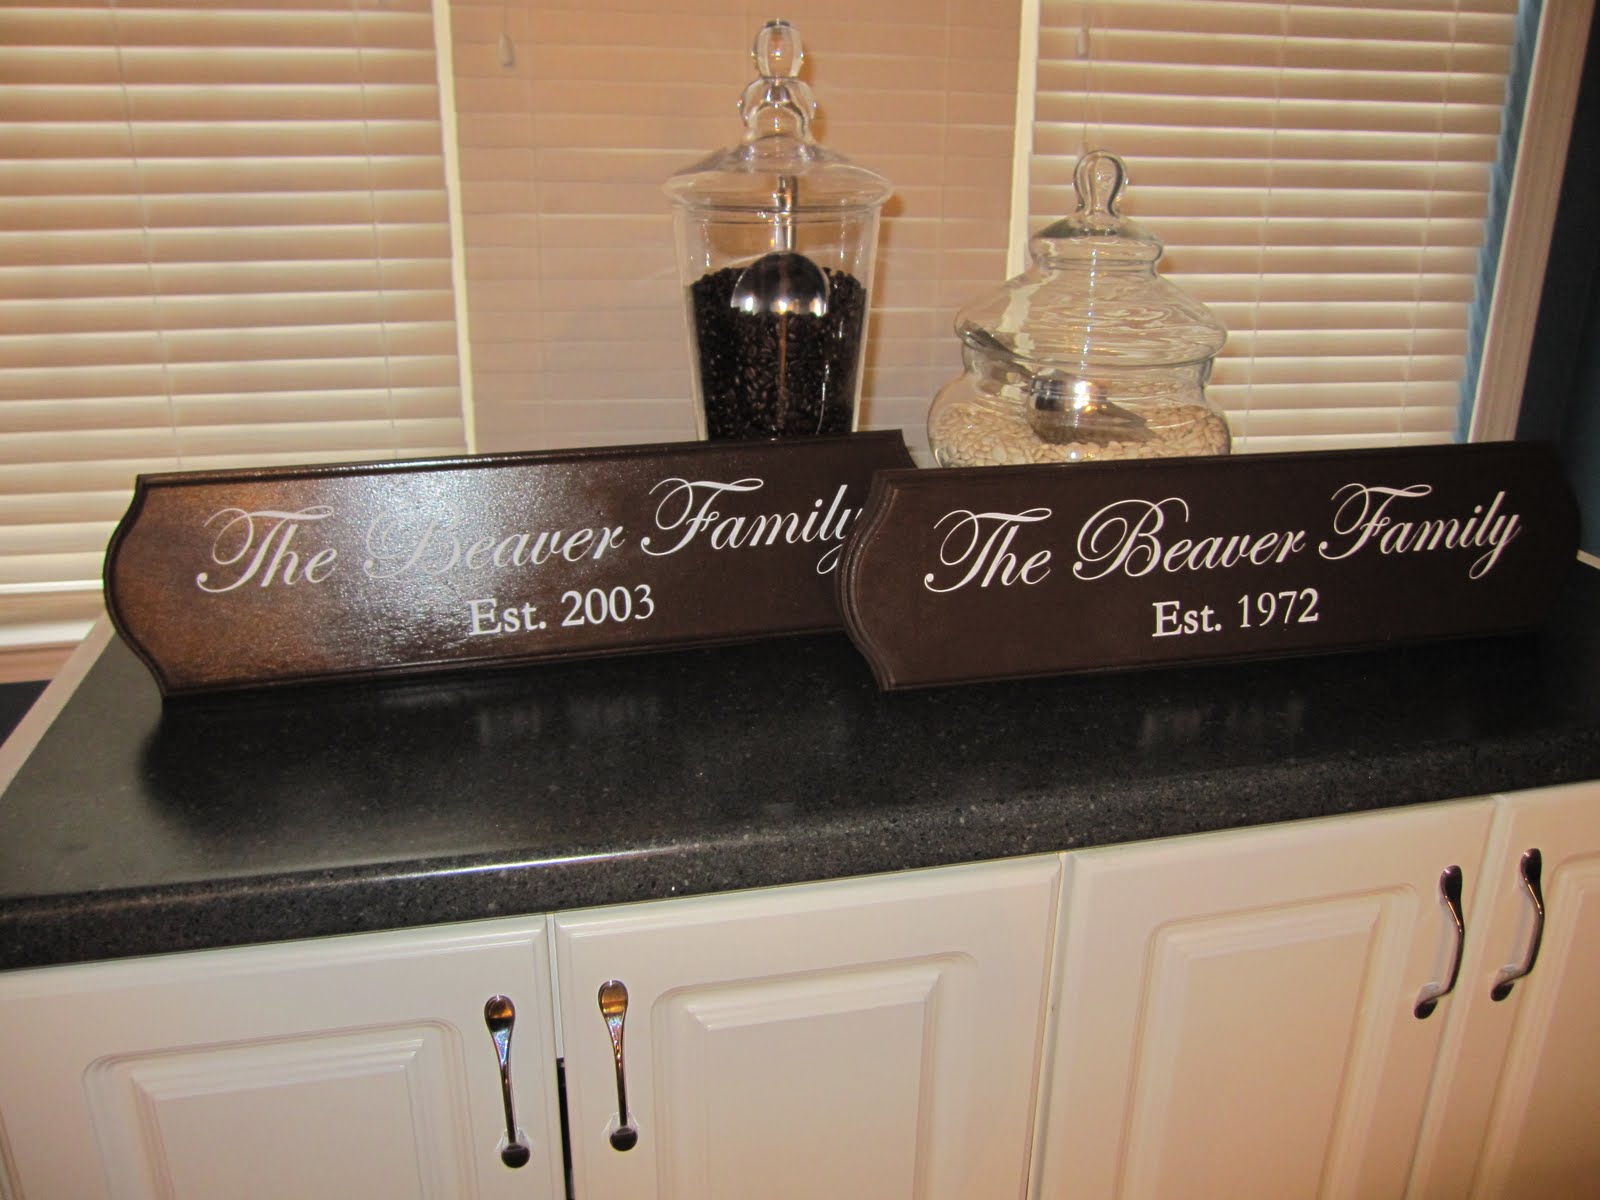 The Beaver Family
Est. 2003
The Beaver Family
Est. 1972